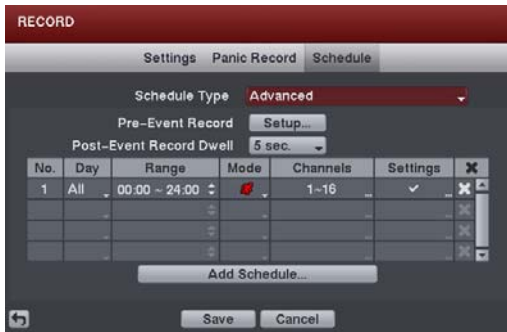 RECORD
Settings Panic Record Schedule
Schedule Type Advanced
Pre-Event Record Setup...
Post-Event Record Dwell 5 sec.
No. Day Range Mode Channels Settings
1 All 00:00 ~ 24:00 1~16
Add Schedule...
Save Cancel